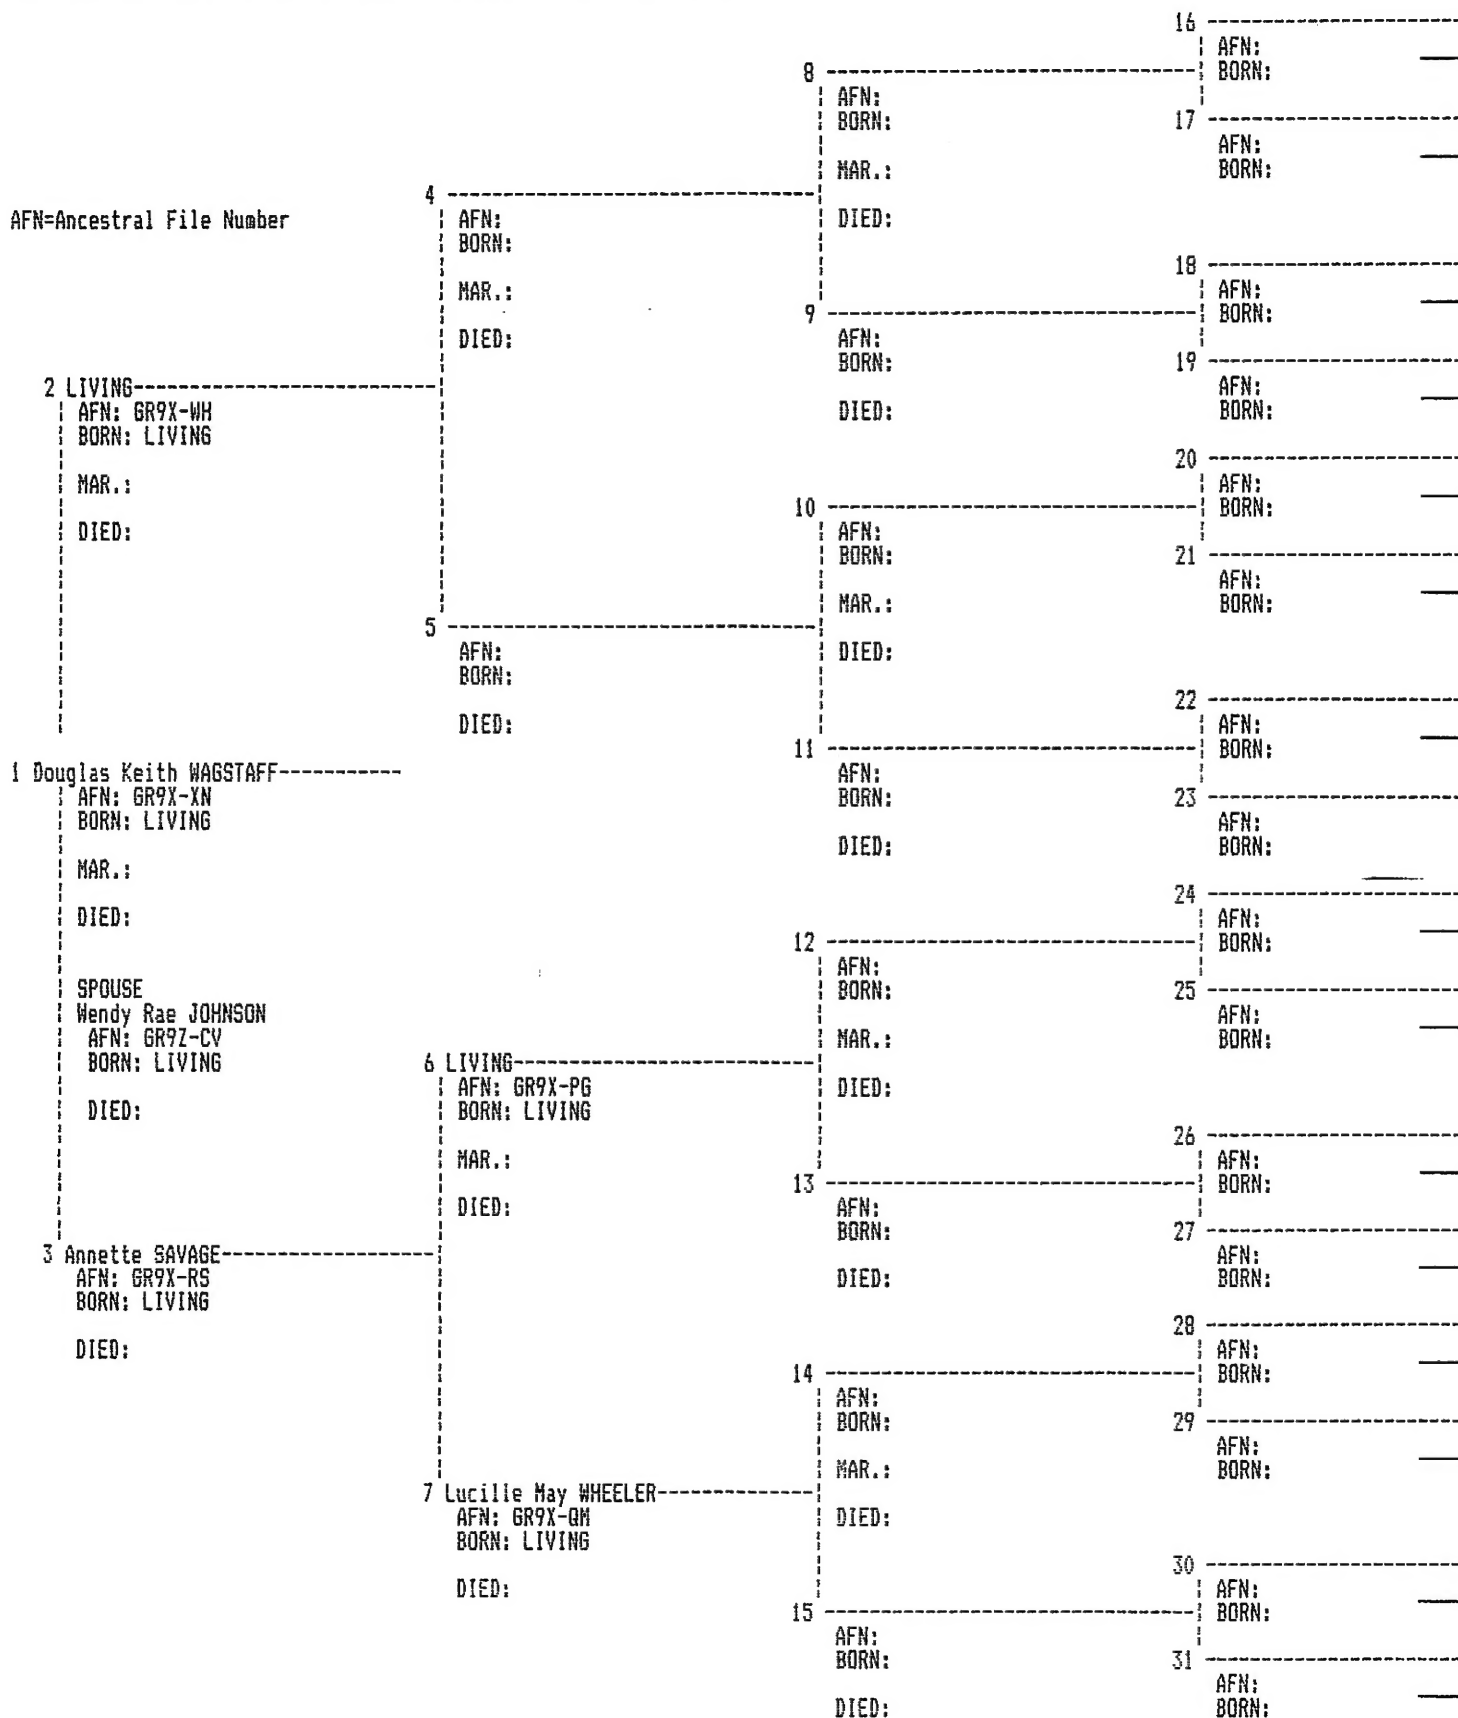 16
AFN:
BORN:
8
AFN:
BORN:
MAR.:
DIED:
17
AFN:
BORN:
4
AFN=Ancestral File Number
AFN:
BORN:
MAR.:
DIED:
18
AFN:
BORN:
9
AFN:
BORN:
DIED:
19
AFN:
BORN:
2 LIVING
AFN: GR9X-WH
BORN: LIVING
MAR.:
DIED:
20
AFN:
BORN:
10
AFN:
BORN:
MAR.:
DIED:
21
AFN:
BORN:
5
AFN:
BORN:
DIED:
22
AFN:
BORN:
11
AFN:
BORN:
DIED:
23
AFN:
BORN:
1 Douglas Keith WAGSTAFF
AFN: GR9X-XN
BORN: LIVING
MAR.:
DIED:
SPOUSE
Wendy Rae JOHNSON
AFN: GR9Z-CV
BORN: LIVING
DIED:
24
AFN:
BORN:
12
AFN:
BORN:
MAR.:
DIED:
25
AFN:
BORN:
6 LIVING
AFN: GR9X-PG
BORN: LIVING
MAR.:
DIED:
26
AFN:
BORN:
13
AFN:
BORN:
DIED:
27
AFN:
BORN:
3 Annette SAVAGE
AFN: GR9X-RS
BORN: LIVING
DIED:
28
AFN:
BORN:
14
AFN:
BORN:
MAR.:
DIED:
29
AFN:
BORN:
7 Lucille May WHEELER
AFN: GR9X-QM
BORN: LIVING
DIED:
30
AFN:
BORN:
15
AFN:
BORN:
DIED:
31
AFN:
BORN: